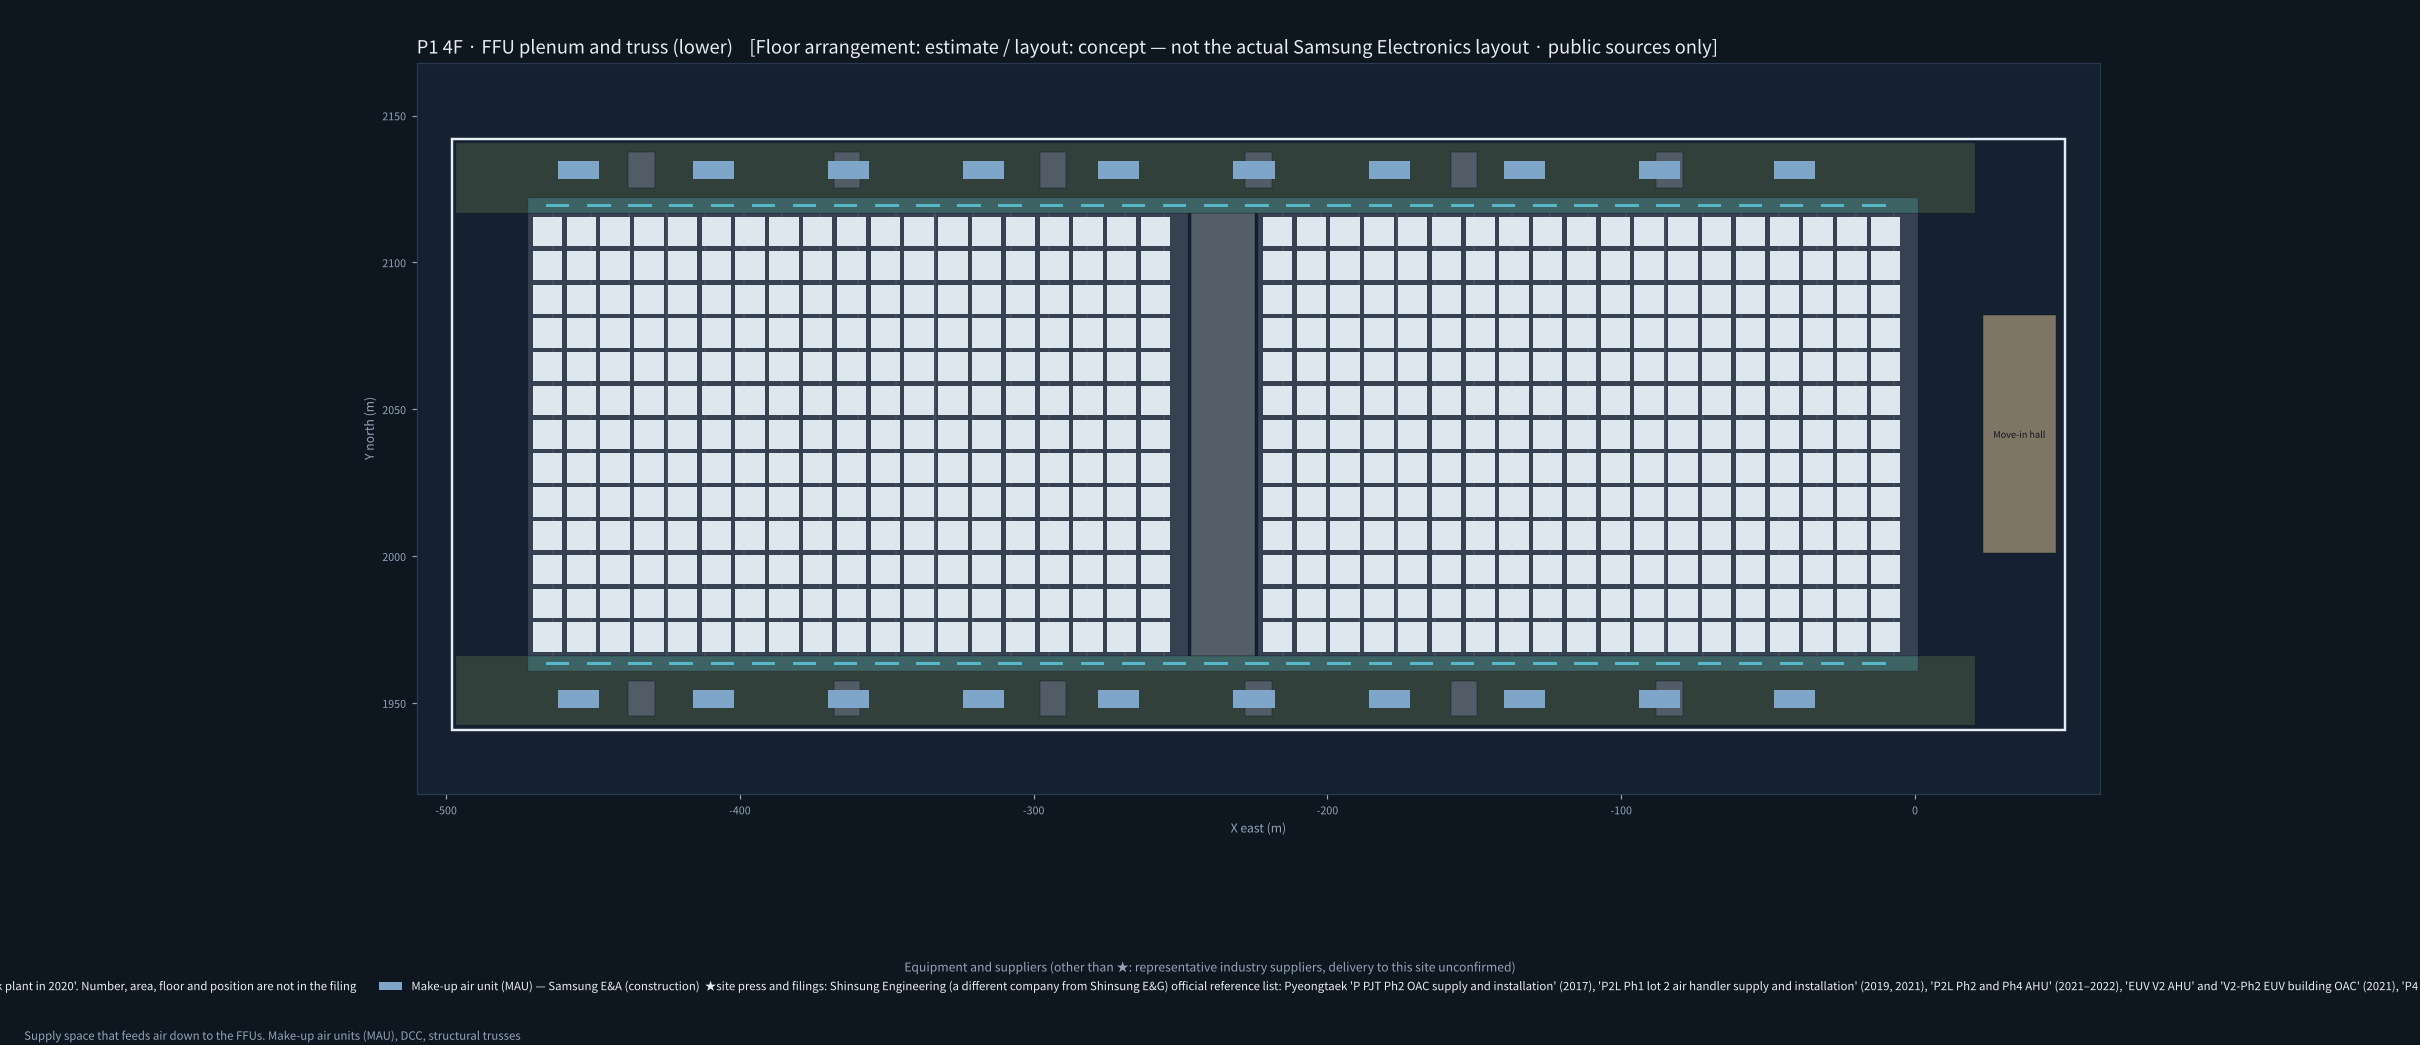 P1 4F · FFU plenum and truss (lower) [Floor arrangement: estimate / layout: concept — not the actual Samsung Electronics layout · public sources only]
2150
2100
2050
2000
1950
Y north (m)
Move-in hall
-500
-400
-300
-200
-100
0
X east (m)
Equipment and suppliers (other than ★: representative industry suppliers, delivery to this site unconfirmed)
plant in 2020'. Number, area, floor and position are not in the filing
Make-up air unit (MAU) — Samsung E&A (construction) ★site press and filings: Shinsung Engineering (a different company from Shinsung E&G) official reference list: Pyeongtaek 'P PJT Ph2 OAC supply and installation' (2017), 'P2L Ph1 lot 2 air handler supply and installation' (2019, 2021), 'P2L Ph2 and Ph4 AHU' (2021–2022), 'EUV V2 AHU' and 'V2-Ph2 EUV building OAC' (2021), 'P4
Supply space that feeds air down to the FFUs. Make-up air units (MAU), DCC, structural trusses